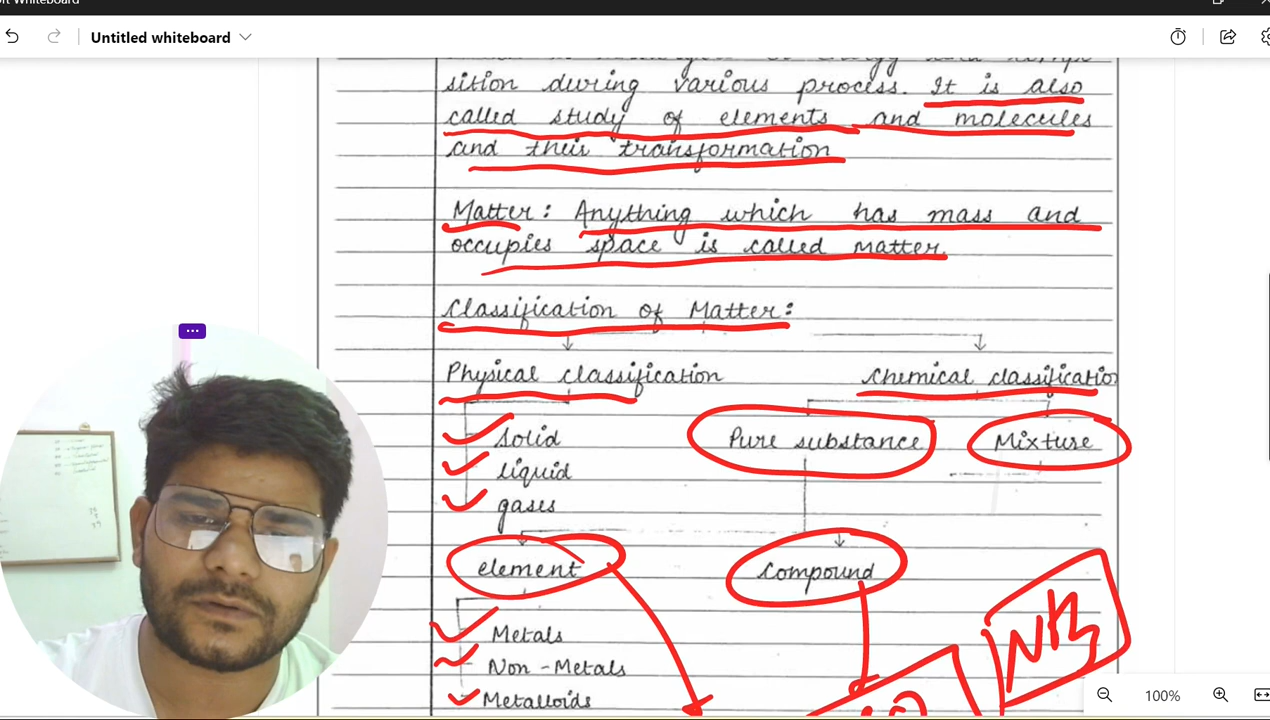 Whiteboard
Untitled whiteboard
sition during various process. It is also
called study of elements and molecules
and their transformation
Matter: Anything which has mass and
occupies space is called matter.
Classification of Matter:
Physical classification
Chemical classification
solid
liquid
gases
Pure substance
Mixture
element
compound
Metals
Non-Metals
Metalloids
100%